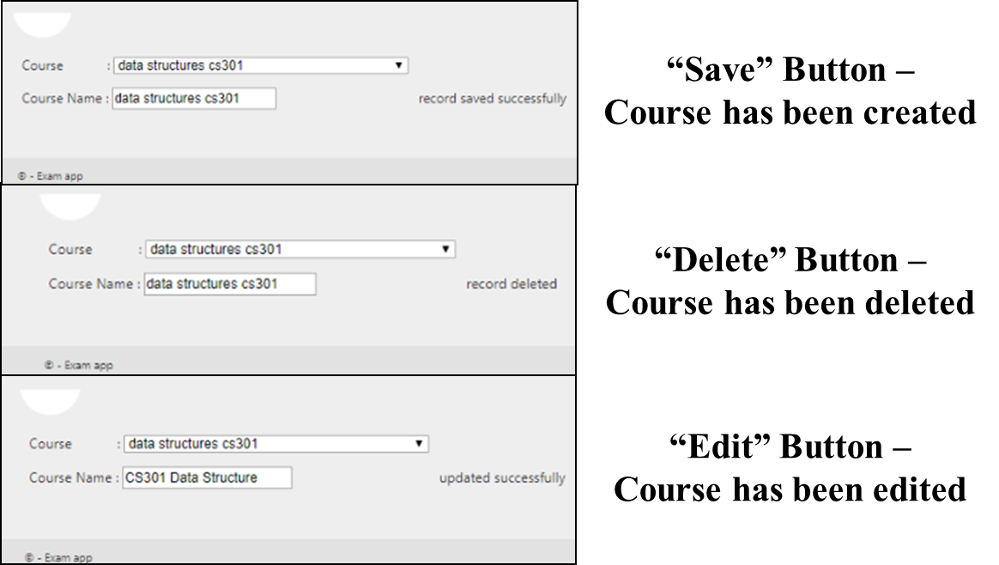 Course : data structures cs301
Course Name : data structures cs301 record saved successfully
© - Exam app
“Save” Button –
Course has been created
Course : data structures cs301
Course Name : data structures cs301 record deleted
© - Exam app
“Delete” Button –
Course has been deleted
Course : data structures cs301
Course Name : CS301 Data Structure updated successfully
© - Exam app
“Edit” Button –
Course has been edited